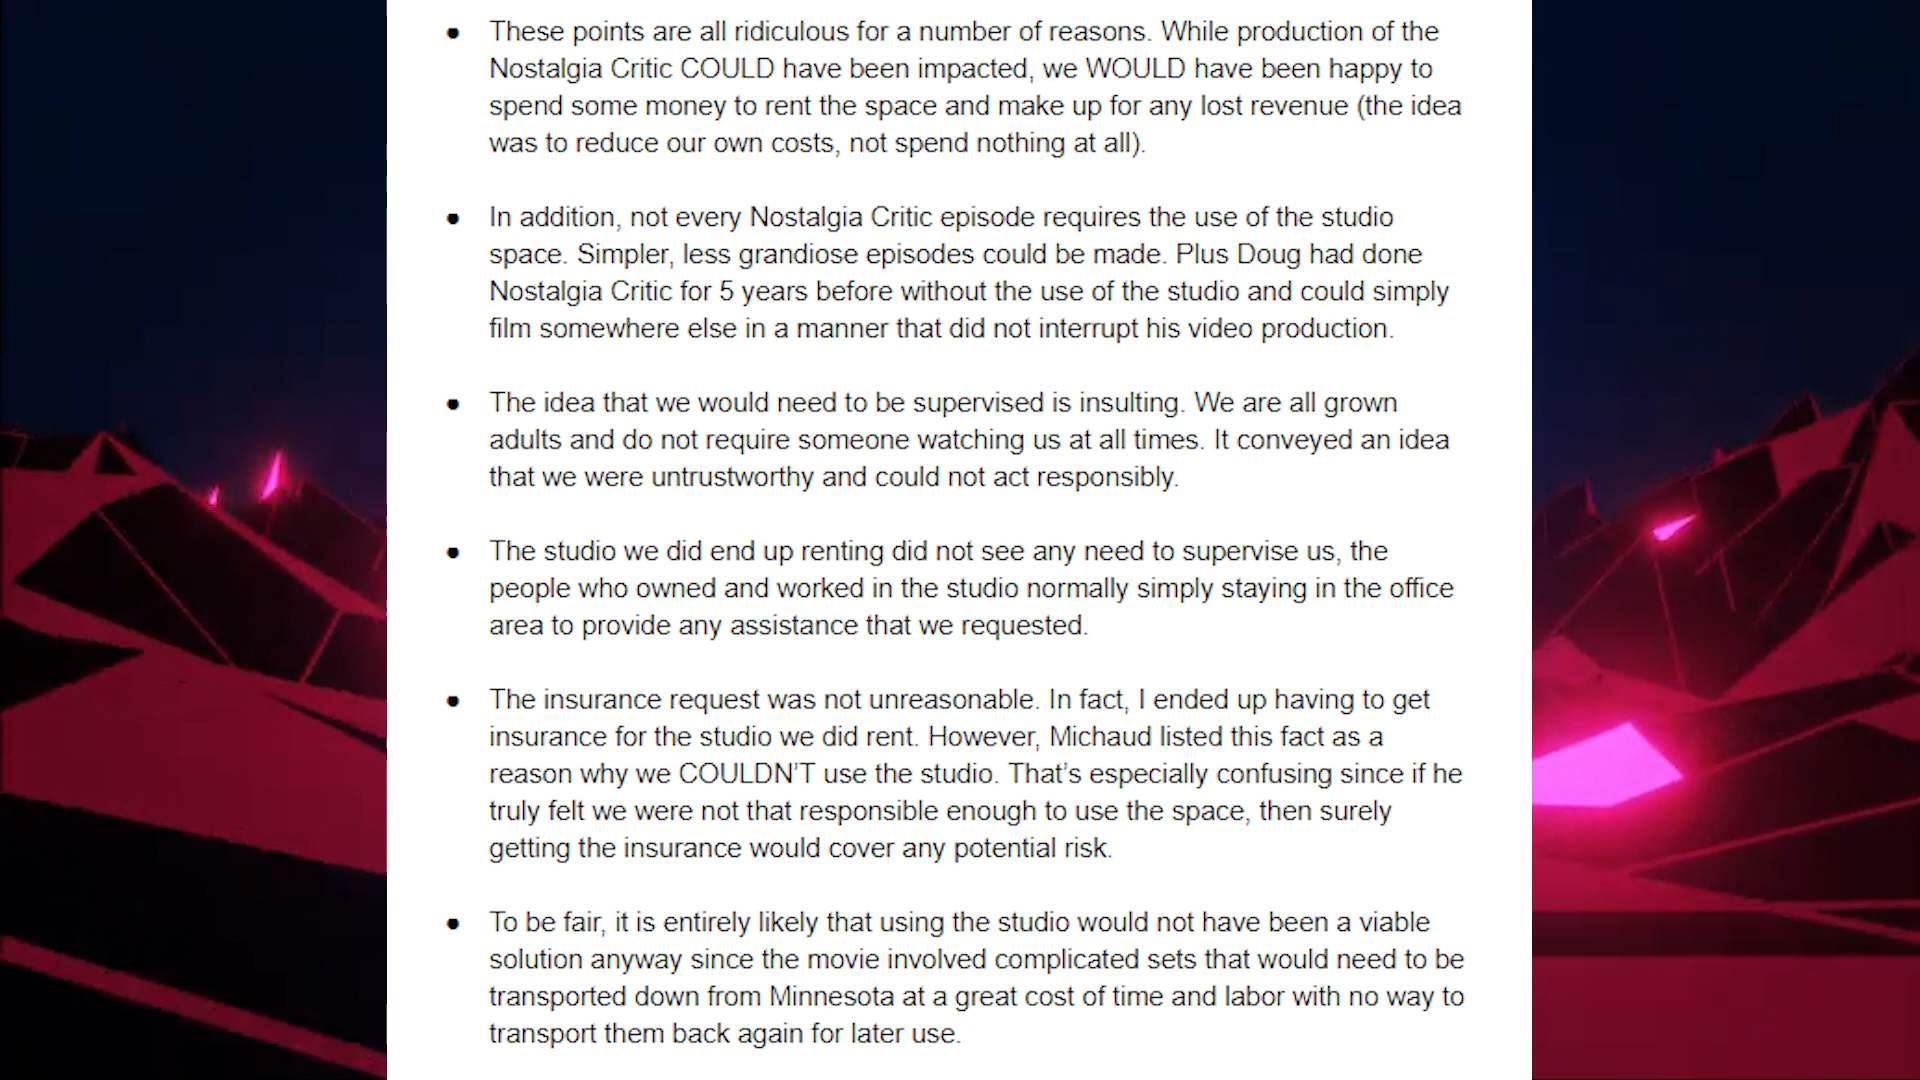 ● These points are all ridiculous for a number of reasons. While production of the
Nostalgia Critic COULD have been impacted, we WOULD have been happy to
spend some money to rent the space and make up for any lost revenue (the idea
was to reduce our own costs, not spend nothing at all).
● In addition, not every Nostalgia Critic episode requires the use of the studio
space. Simpler, less grandiose episodes could be made. Plus Doug had done
Nostalgia Critic for 5 years before without the use of the studio and could simply
film somewhere else in a manner that did not interrupt his video production.
● The idea that we would need to be supervised is insulting. We are all grown
adults and do not require someone watching us at all times. It conveyed an idea
that we were untrustworthy and could not act responsibly.
● The studio we did end up renting did not see any need to supervise us, the
people who owned and worked in the studio normally simply staying in the office
area to provide any assistance that we requested.
● The insurance request was not unreasonable. In fact, I ended up having to get
insurance for the studio we did rent. However, Michaud listed this fact as a
reason why we COULDN'T use the studio. That's especially confusing since if he
truly felt we were not that responsible enough to use the space, then surely
getting the insurance would cover any potential risk.
● To be fair, it is entirely likely that using the studio would not have been a viable
solution anyway since the movie involved complicated sets that would need to be
transported down from Minnesota at a great cost of time and labor with no way to
transport them back again for later use.